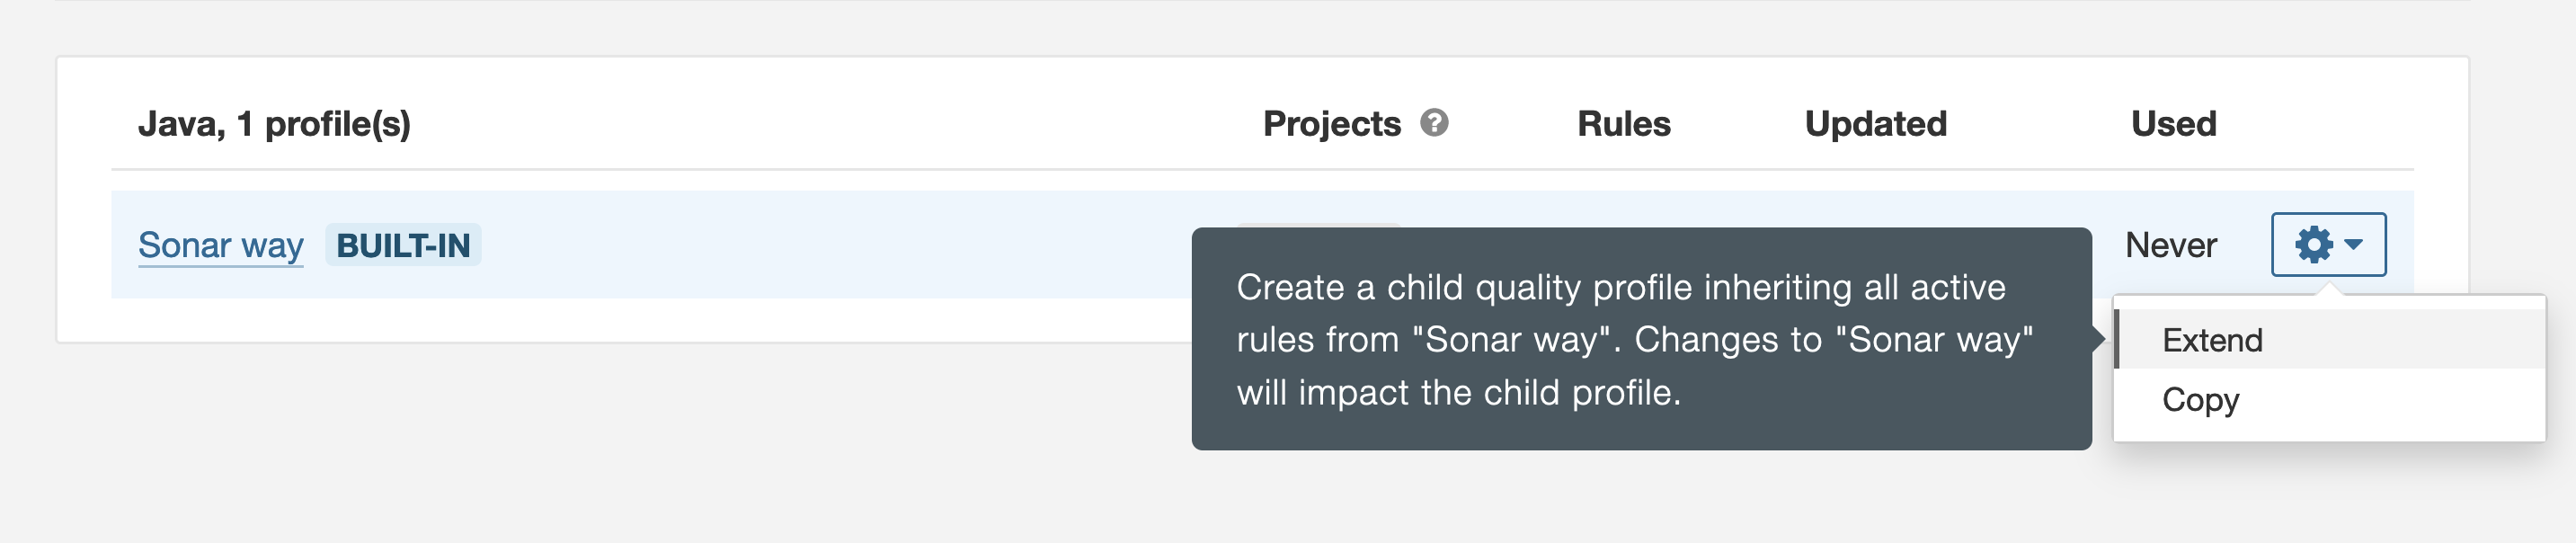 Java, 1 profile(s) Projects ? Rules Updated Used
Sonar way BUILT-IN Never
Create a child quality profile inheriting all active
rules from "Sonar way". Changes to "Sonar way"
will impact the child profile.
Extend
Copy